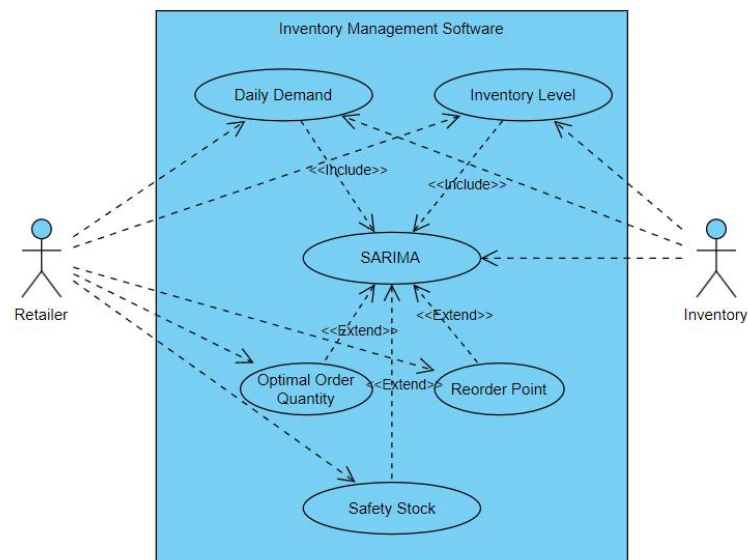 Inventory Management Software
Daily Demand
Inventory Level
<<Include>>
<<Include>>
SARIMA
Retailer
Inventory
<<Extend>>
<<Extend>>
Optimal Order
Quantity
<<Extend>>
Reorder Point
Safety Stock